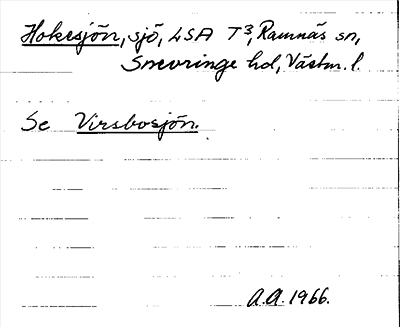 Hokesjön, sjö, LSA T3, Ramnäs sn,
Snevringe hd, Västm. l.
Se Virsbosjön.
A.A. 1966.